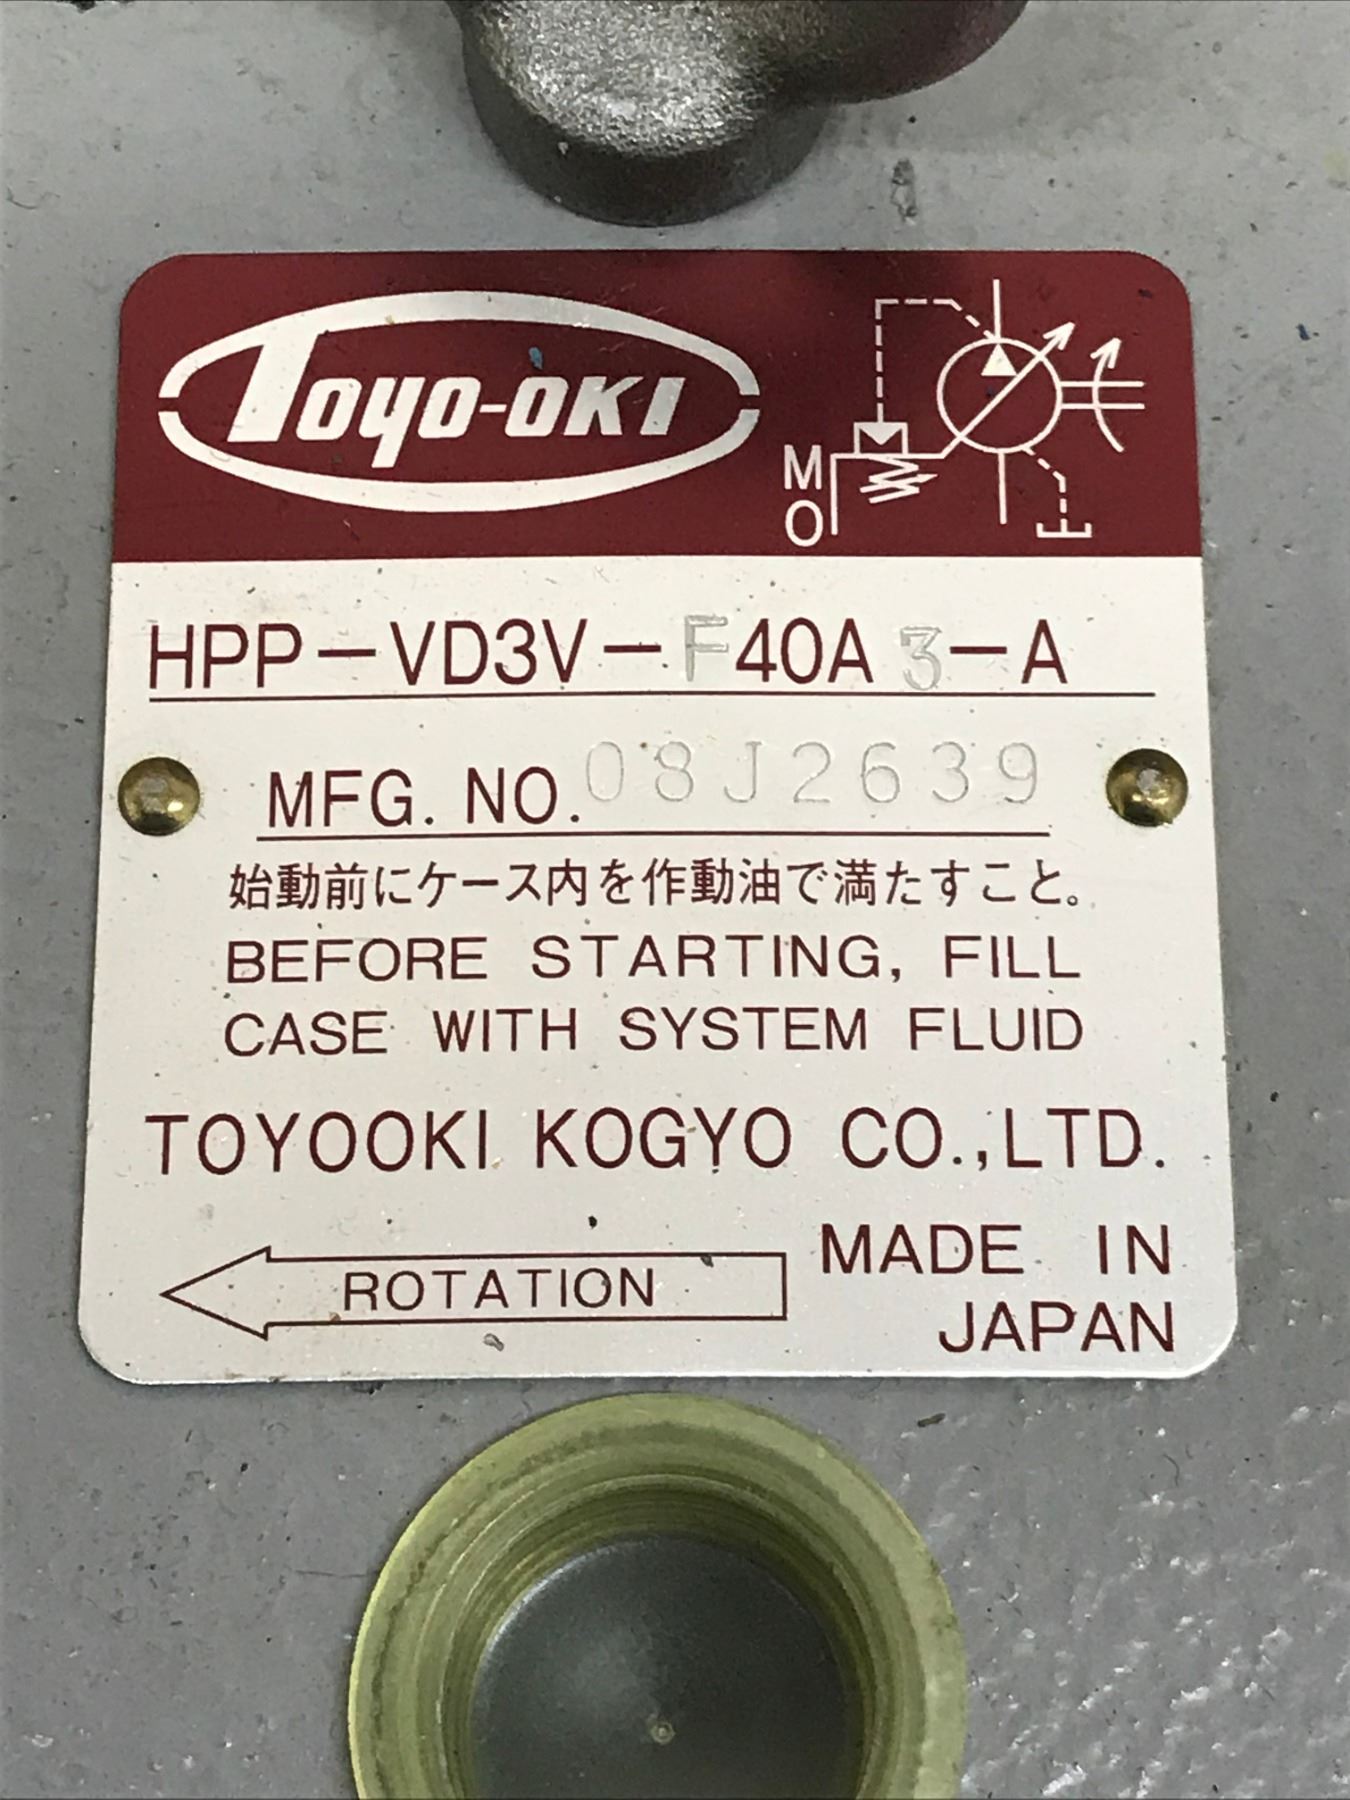 TOYO-OKI
M
O
HPP-VD3V-F40A3-A
MFG. NO. 08J2639
始動前にケース内を作動油で満たすこと。
BEFORE STARTING, FILL
CASE WITH SYSTEM FLUID
TOYOOKI KOGYO CO.,LTD.
ROTATION
MADE IN
JAPAN